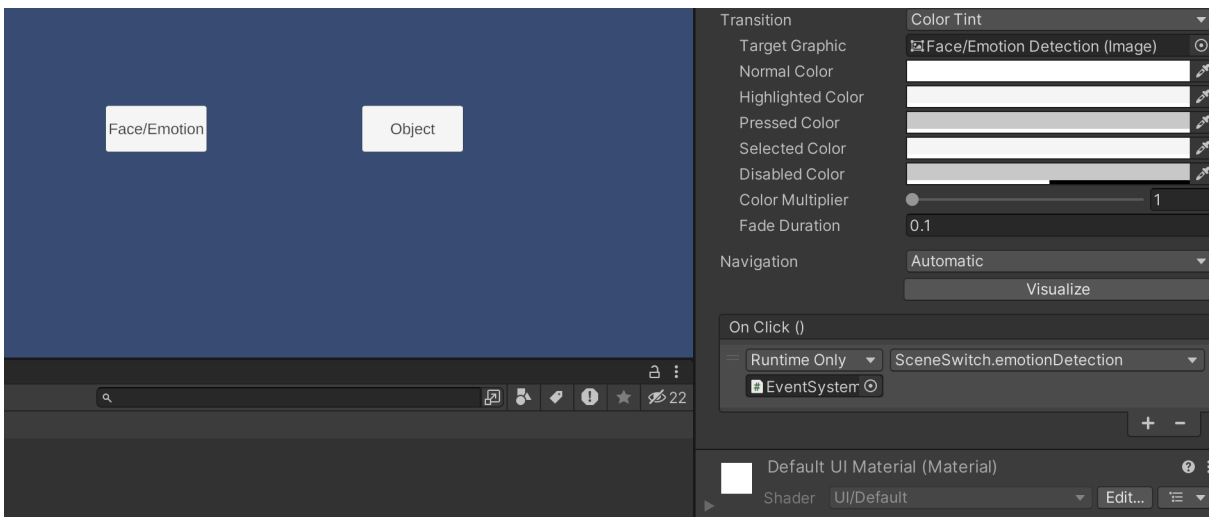 Face/Emotion
Object
22
Transition Color Tint
Target Graphic Face/Emotion Detection (Image)
Normal Color
Highlighted Color
Pressed Color
Selected Color
Disabled Color
Color Multiplier 1
Fade Duration 0.1
Navigation Automatic
Visualize
On Click ()
Runtime Only SceneSwitch.emotionDetection
EventSystem
+ −
Default UI Material (Material)
Shader UI/Default Edit...